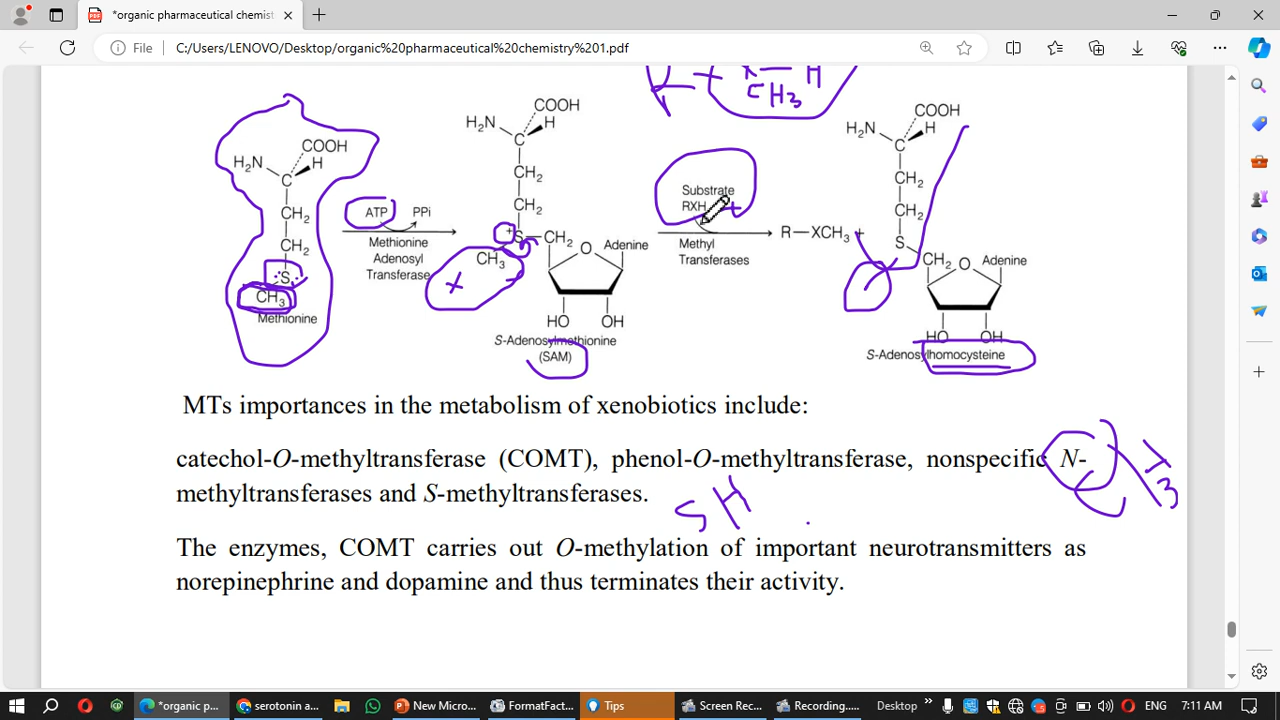 *organic pharmaceutical chemist
File
C:/Users/LENOVO/Desktop/organic%20pharmaceutical%20chemistry%201.pdf
+ X — H
CH3
COOH
H2N
C
H
CH2
CH2
S
CH3
Methionine
ATP
PPi
Methionine
Adenosyl
Transferase
COOH
H2N
C
H
CH2
CH2
+S
CH3
CH2
O
Adenine
HO OH
S-Adenosylmethionine
(SAM)
Substrate
RXH
Methyl
Transferases
R—XCH3 +
COOH
H2N
C
H
CH2
CH2
S
CH2
O
Adenine
HO OH
S-Adenosylhomocysteine
MTs importances in the metabolism of xenobiotics include:
catechol-O-methyltransferase (COMT), phenol-O-methyltransferase, nonspecific N-
methyltransferases and S-methyltransferases.
SH
The enzymes, COMT carries out O-methylation of important neurotransmitters as
norepinephrine and dopamine and thus terminates their activity.
*organic p...
serotonin a...
New Micro...
FormatFact...
Tips
Screen Rec...
Recording....
Desktop
ENG
7:11 AM